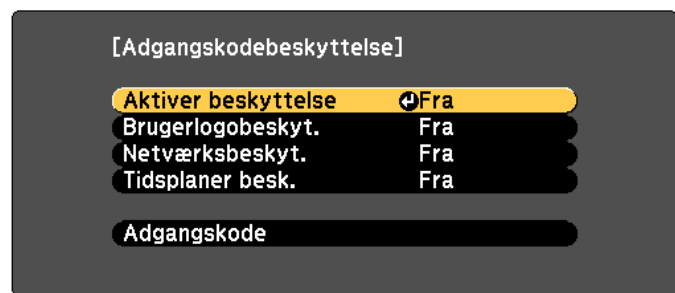 [Adgangskodebeskyttelse]
Aktiver beskyttelse Fra
Brugerlogobeskyt. Fra
Netværksbeskyt. Fra
Tidsplaner besk. Fra
Adgangskode